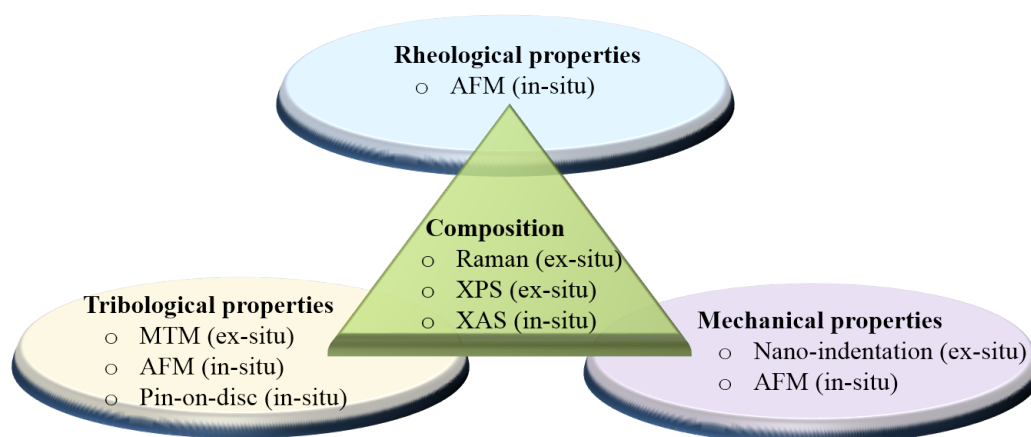 Rheological properties
o AFM (in-situ)
Composition
o Raman (ex-situ)
o XPS (ex-situ)
o XAS (in-situ)
Tribological properties
o MTM (ex-situ)
o AFM (in-situ)
o Pin-on-disc (in-situ)
Mechanical properties
o Nano-indentation (ex-situ)
o AFM (in-situ)